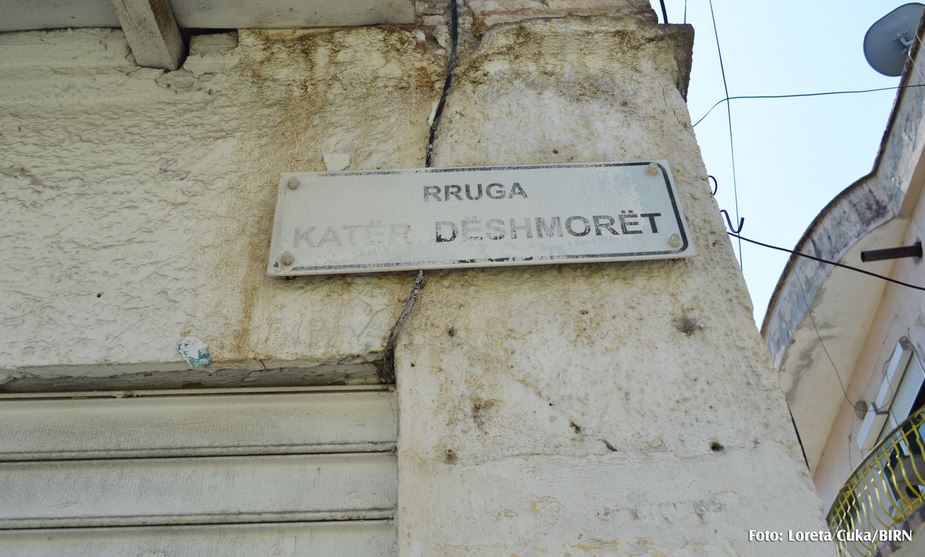 RRUGA
KATËR DËSHMORËT
Foto: Loreta Cuka/BIRN